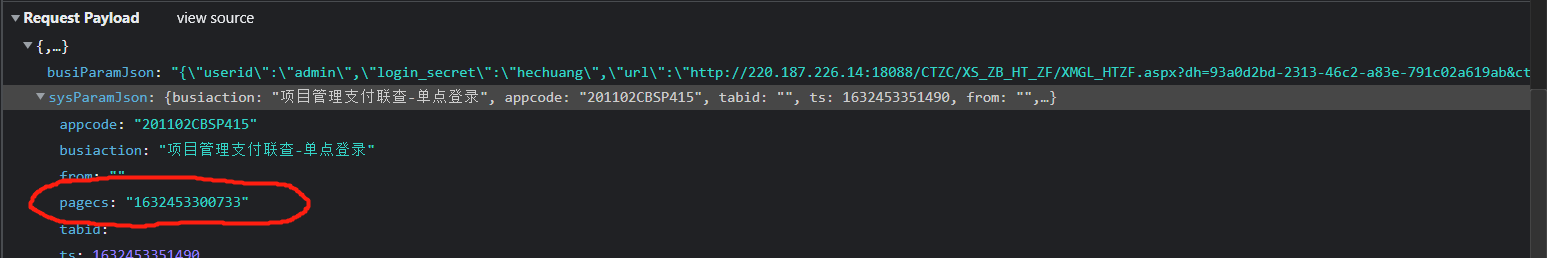 Request Payload view source
{,…}
busiParamJson: "{\"userid\":\"admin\",\"login_secret\":\"hechuang\",\"url\":\"http://220.187.226.14:18088/CTZC/XS_ZB_HT_ZF/XMGL_HTZF.aspx?dh=93a0d2bd-2313-46c2-a83e-791c02a619ab&ct
sysParamJson: {busiaction: "项目管理支付联查-单点登录", appcode: "201102CBSP415", tabid: "", ts: 1632453351490, from: "",…}
appcode: "201102CBSP415"
busiaction: "项目管理支付联查-单点登录"
from: ""
pagecs: "1632453300733"
tabid:
ts: 1632453351490